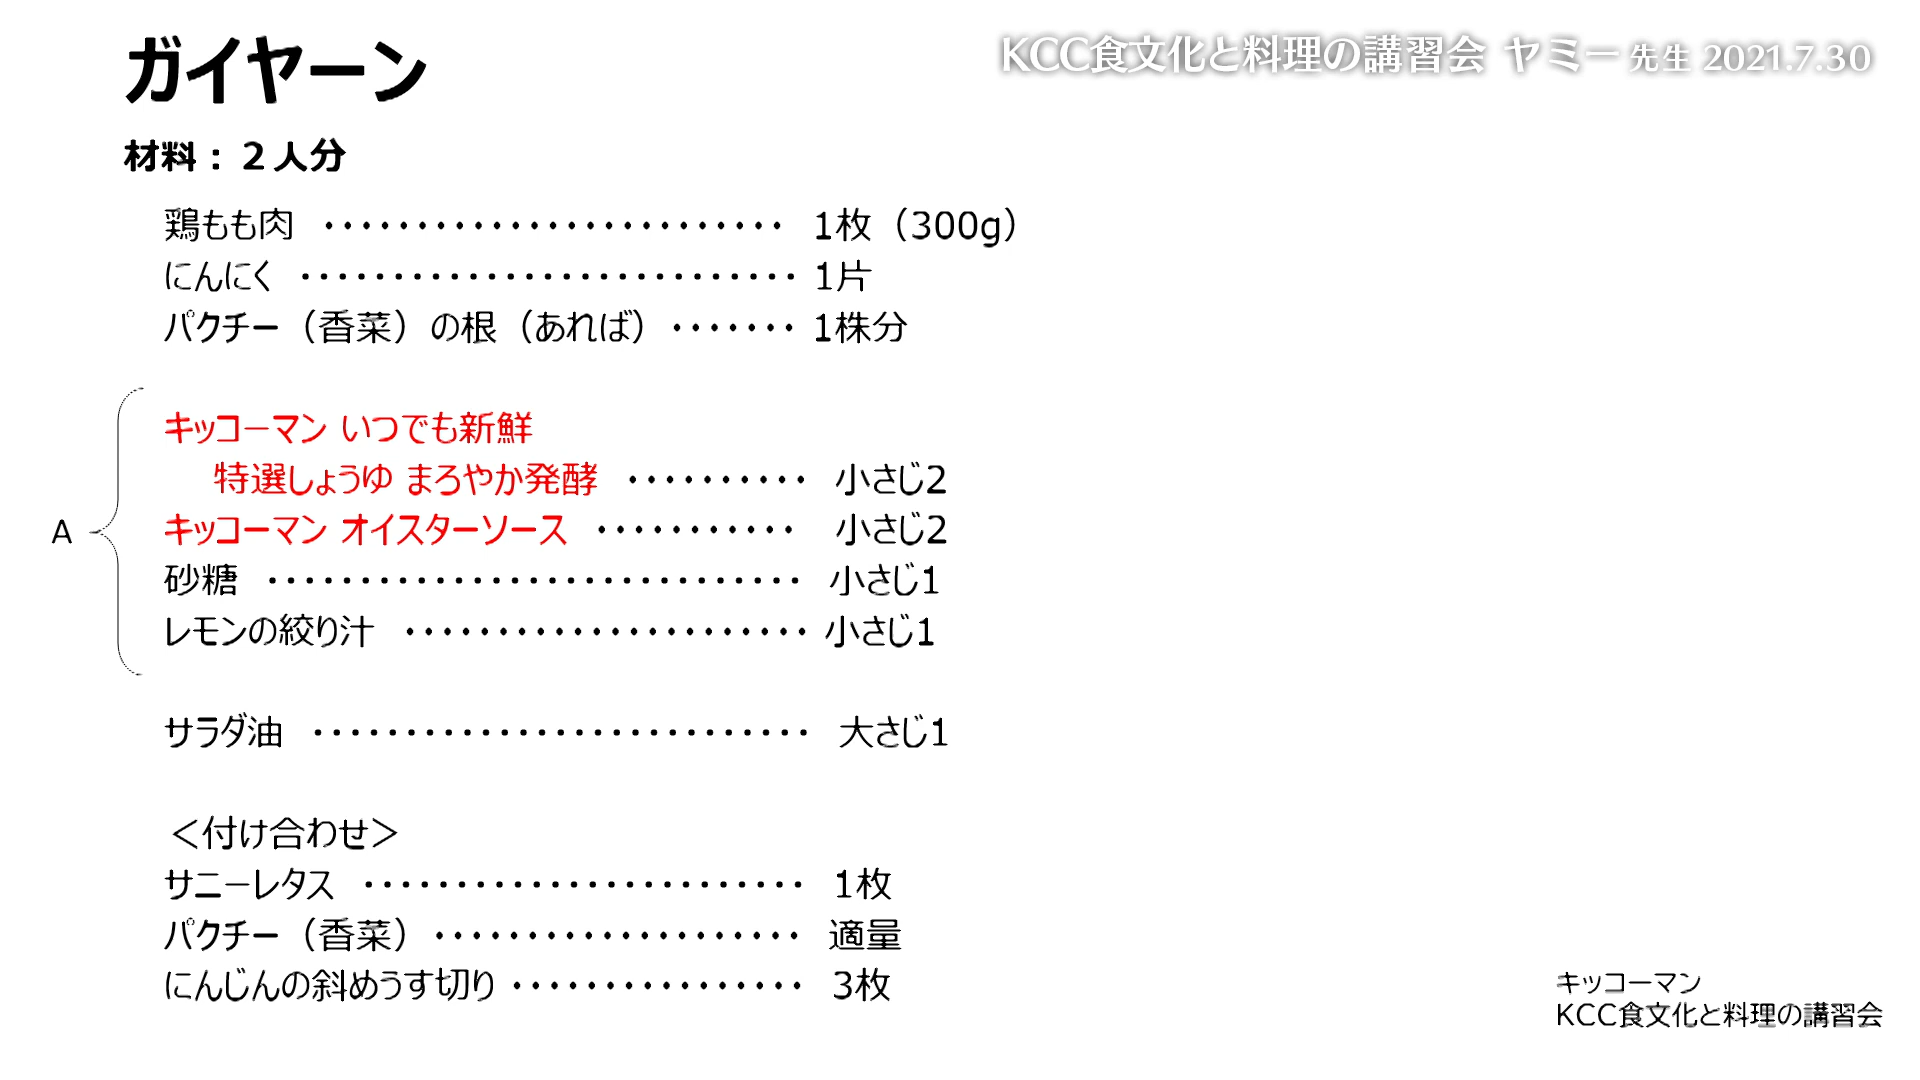 ガイヤーン
KCC食文化と料理の講習会 ヤミー先生 2021.7.30
材料：２人分
鶏もも肉 ・・・・・・・・・・・・・・・・・・・・・・・・・ 1枚（300g）
にんにく ・・・・・・・・・・・・・・・・・・・・・・・・・・・ 1片
パクチー（香菜）の根（あれば）・・・・・・・ 1株分
キッコーマン いつでも新鮮
特選しょうゆ まろやか発酵 ・・・・・・・・・・ 小さじ2
A
キッコーマン オイスターソース ・・・・・・・・・・・ 小さじ2
砂糖 ・・・・・・・・・・・・・・・・・・・・・・・・・・・・・ 小さじ1
レモンの絞り汁 ・・・・・・・・・・・・・・・・・・・・・・ 小さじ1
サラダ油 ・・・・・・・・・・・・・・・・・・・・・・・・・・・ 大さじ1
＜付け合わせ＞
サニーレタス ・・・・・・・・・・・・・・・・・・・・・・・・ 1枚
パクチー（香菜）・・・・・・・・・・・・・・・・・・・・ 適量
にんじんの斜めうす切り ・・・・・・・・・・・・・・・・ 3枚
キッコーマン
KCC食文化と料理の講習会